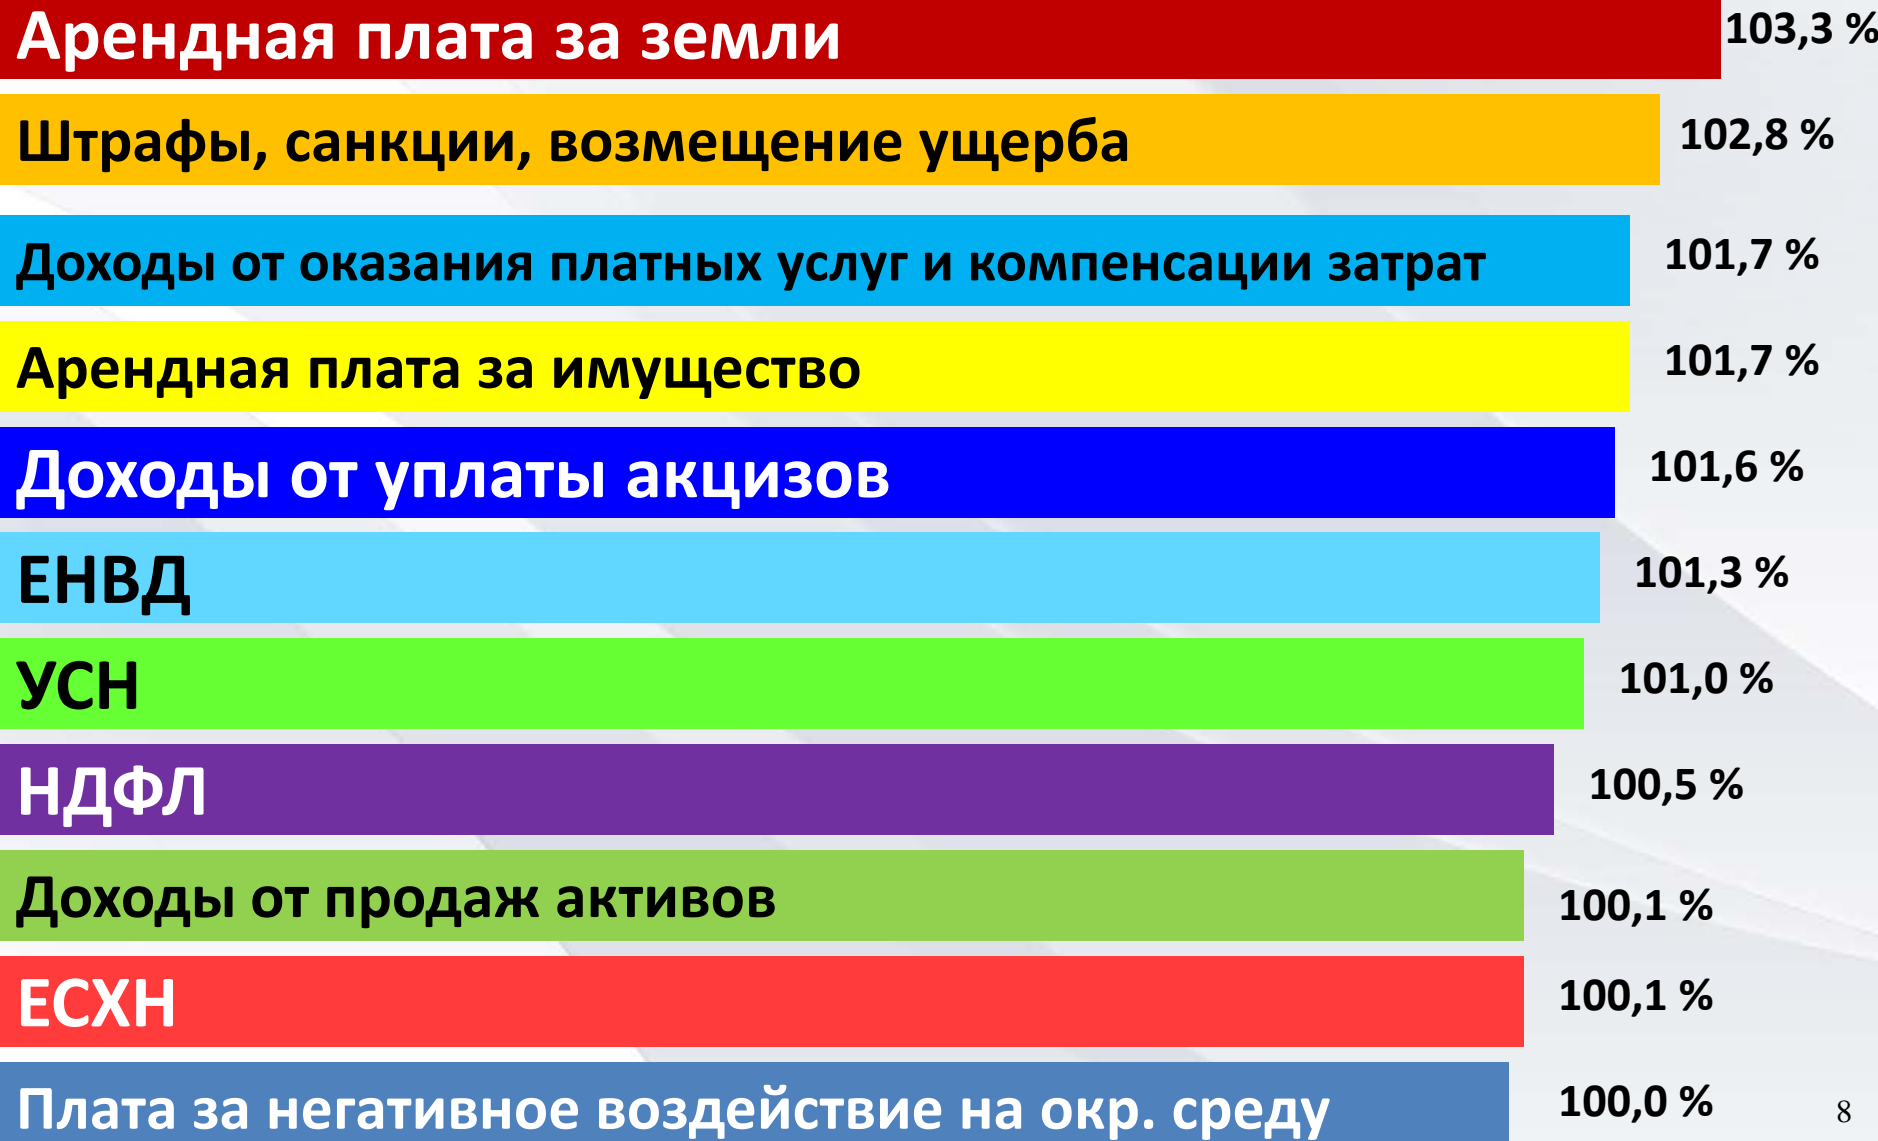 Арендная плата за земли 103,3 %
Штрафы, санкции, возмещение ущерба 102,8 %
Доходы от оказания платных услуг и компенсации затрат 101,7 %
Арендная плата за имущество 101,7 %
Доходы от уплаты акцизов 101,6 %
ЕНВД 101,3 %
УСН 101,0 %
НДФЛ 100,5 %
Доходы от продаж активов 100,1 %
ЕСХН 100,1 %
Плата за негативное воздействие на окр. среду 100,0 %
8